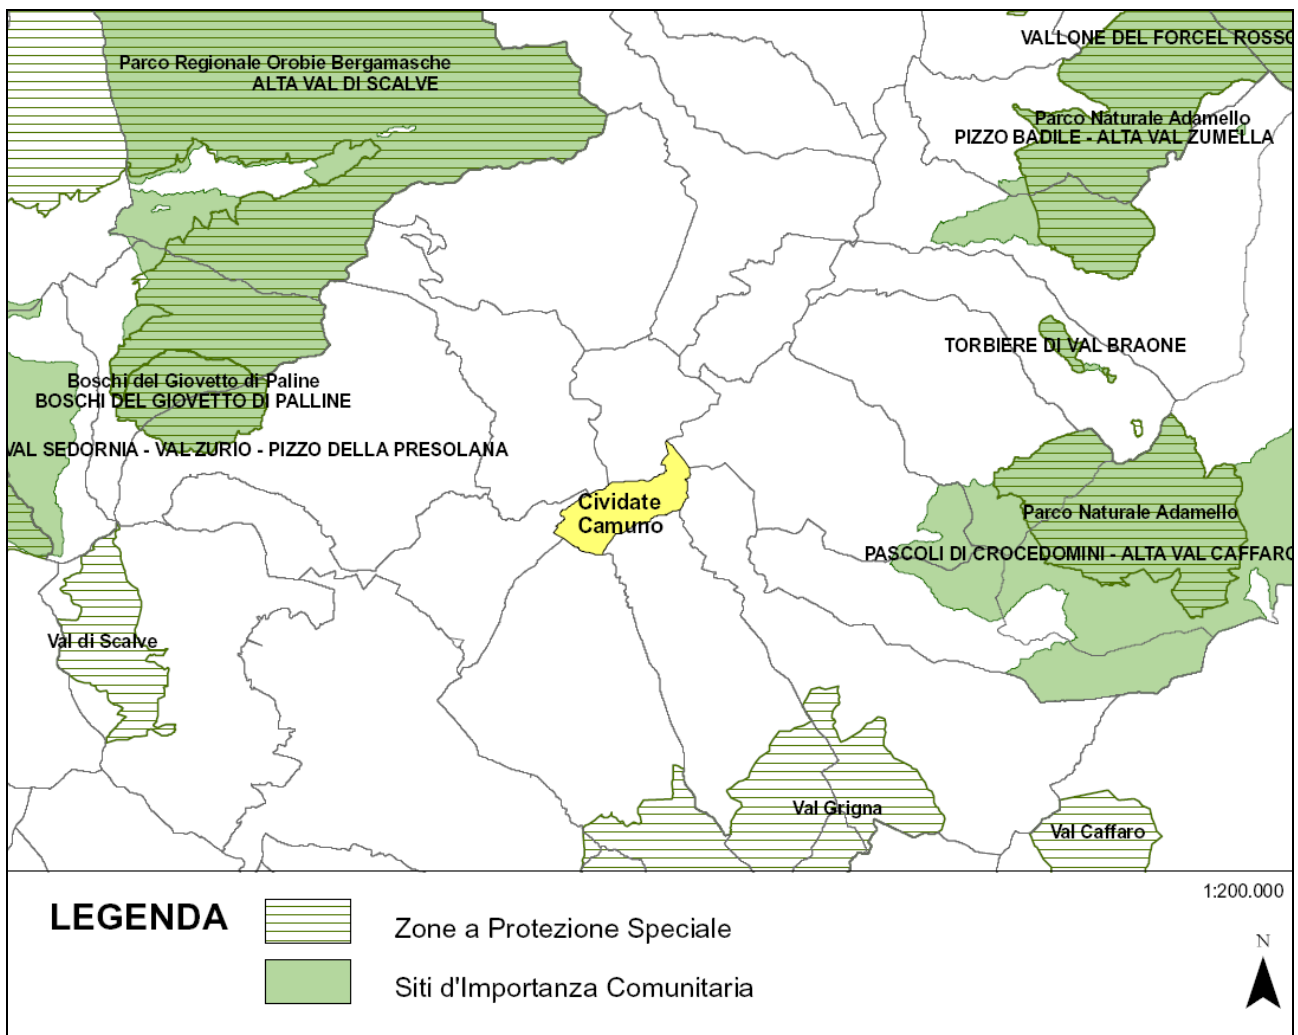 VALLONE DEL FORCEL ROSSO
Parco Regionale Orobie Bergamasche
ALTA VAL DI SCALVE
Parco Naturale Adamello
PIZZO BADILE - ALTA VAL ZUMELLA
TORBIERE DI VAL BRAONE
Boschi del Giovetto di Paline
BOSCHI DEL GIOVETTO DI PALLINE
VAL SEDORNIA - VAL ZURIO - PIZZO DELLA PRESOLANA
Cividate
Camuno
Parco Naturale Adamello
PASCOLI DI CROCEDOMINI - ALTA VAL CAFFARO
Val di Scalve
Val Grigna
Val Caffaro
1:200.000
LEGENDA
Zone a Protezione Speciale
N
Siti d'Importanza Comunitaria